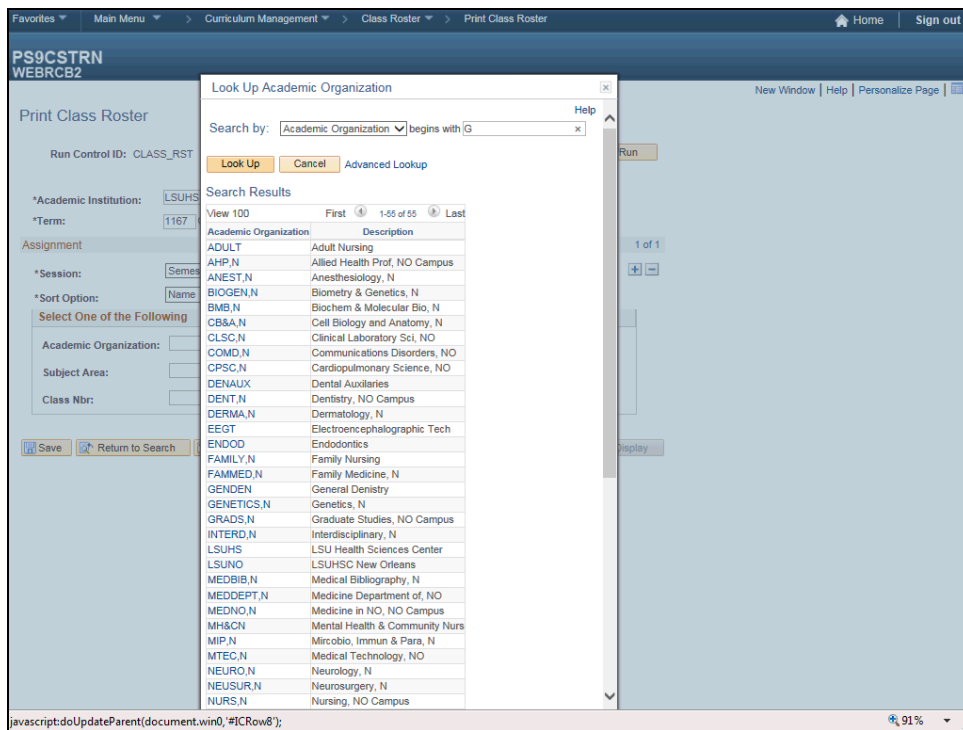 Favorites Main Menu > Curriculum Management > Class Roster > Print Class Roster Home Sign out
PS9CSTRN
WEBRCB2
New Window | Help | Personalize Page |
Print Class Roster
Run Control ID: CLASS_RST Run
*Academic Institution: LSUHS
*Term: 1167
Assignment 1 of 1
*Session: Semes
*Sort Option: Name
Select One of the Following
Academic Organization:
Subject Area:
Class Nbr:
Save Return to Search Display
Look Up Academic Organization
Help
Search by: Academic Organization begins with G
Look Up Cancel Advanced Lookup
Search Results
View 100 First 1-55 of 55 Last
Academic Organization Description
ADULT Adult Nursing
AHP,N Allied Health Prof, NO Campus
ANEST,N Anesthesiology, N
BIOGEN,N Biometry & Genetics, N
BMB,N Biochem & Molecular Bio, N
CB&A,N Cell Biology and Anatomy, N
CLSC,N Clinical Laboratory Sci, NO
COMD,N Communications Disorders, NO
CPSC,N Cardiopulmonary Science, NO
DENAUX Dental Auxilaries
DENT,N Dentistry, NO Campus
DERMA,N Dermatology, N
EEGT Electroencephalographic Tech
ENDOD Endodontics
FAMILY,N Family Nursing
FAMMED,N Family Medicine, N
GENDEN General Denistry
GENETICS,N Genetics, N
GRADS,N Graduate Studies, NO Campus
INTERD,N Interdisciplinary, N
LSUHS LSU Health Sciences Center
LSUNO LSUHSC New Orleans
MEDBIB,N Medical Bibliography, N
MEDDEPT,N Medicine Department of, NO
MEDNO,N Medicine in NO, NO Campus
MH&CN Mental Health & Community Nurs
MIP,N Mircobio, Immun & Para, N
MTEC,N Medical Technology, NO
NEURO,N Neurology, N
NEUSUR,N Neurosurgery, N
NURS,N Nursing, NO Campus
javascript:doUpdateParent(document.win0,'#ICRow8'); 91%